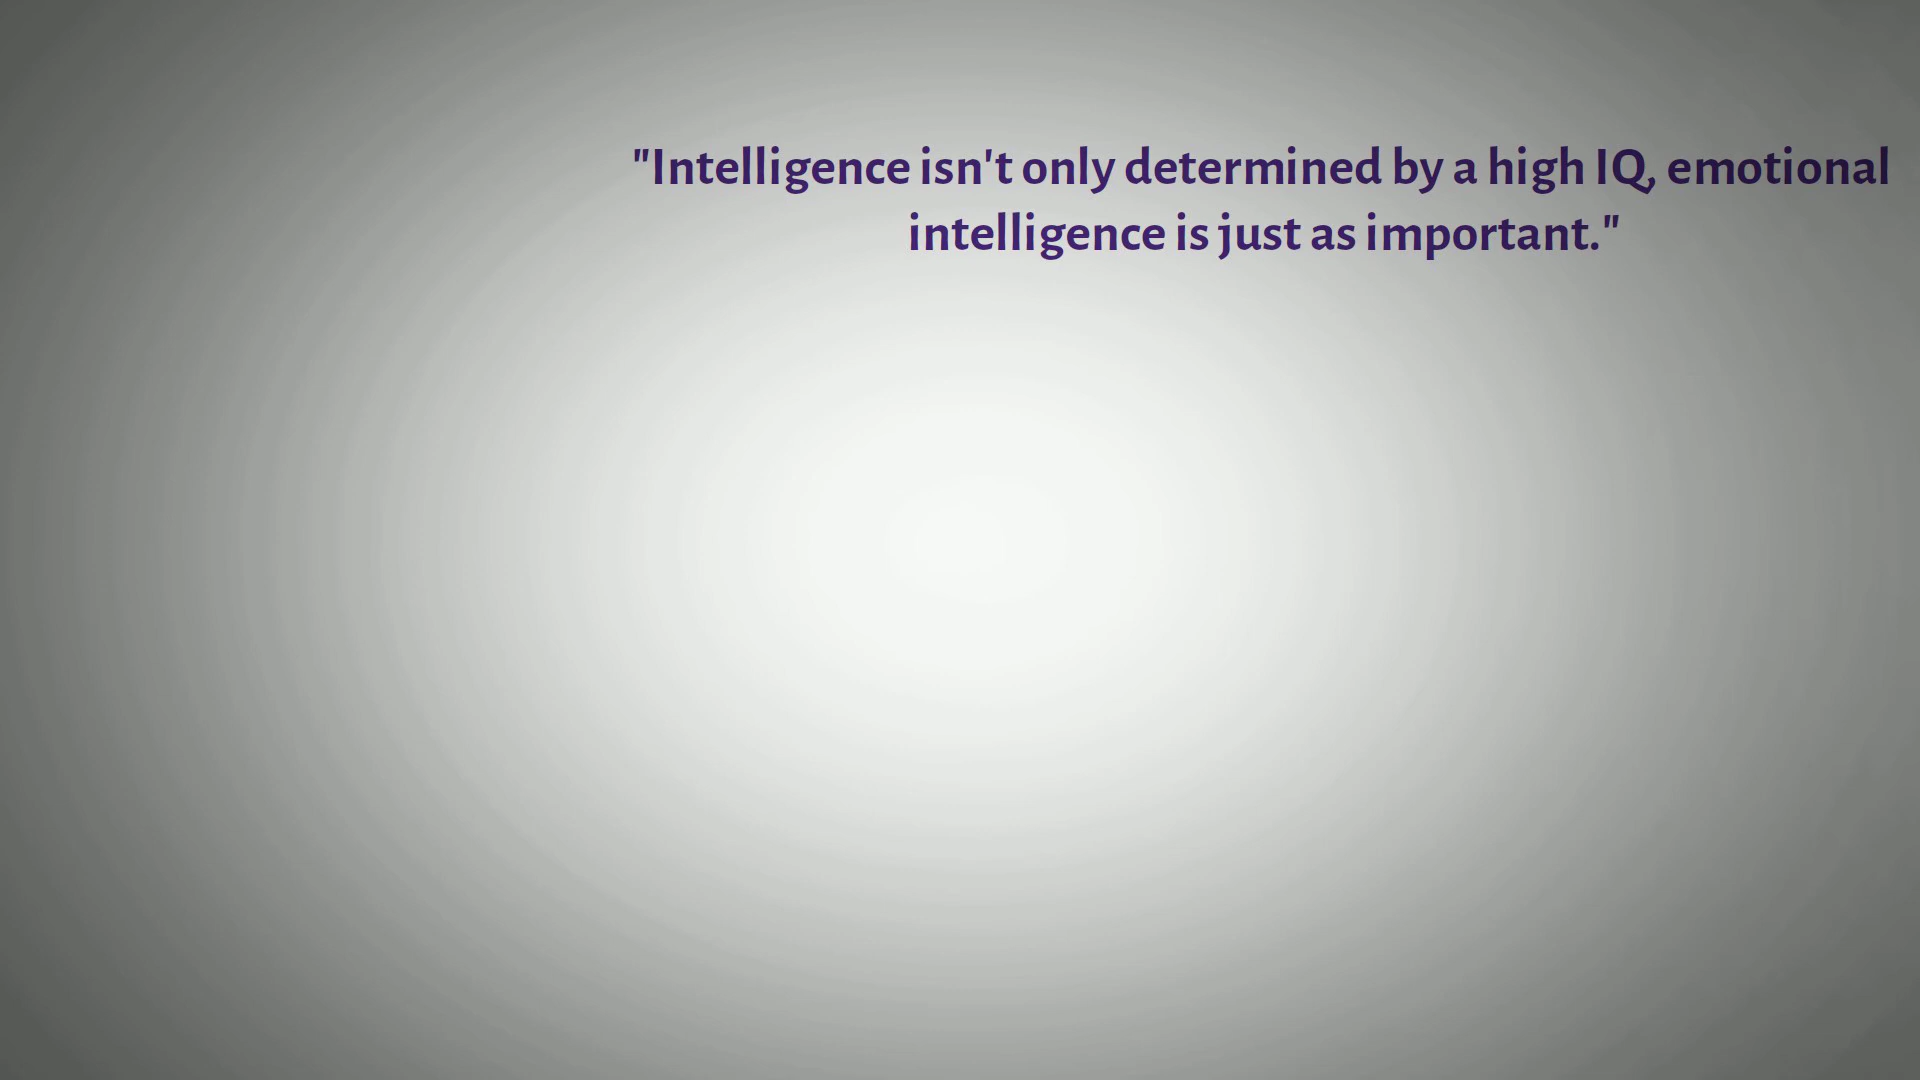 "Intelligence isn't only determined by a high IQ, emotional
intelligence is just as important."